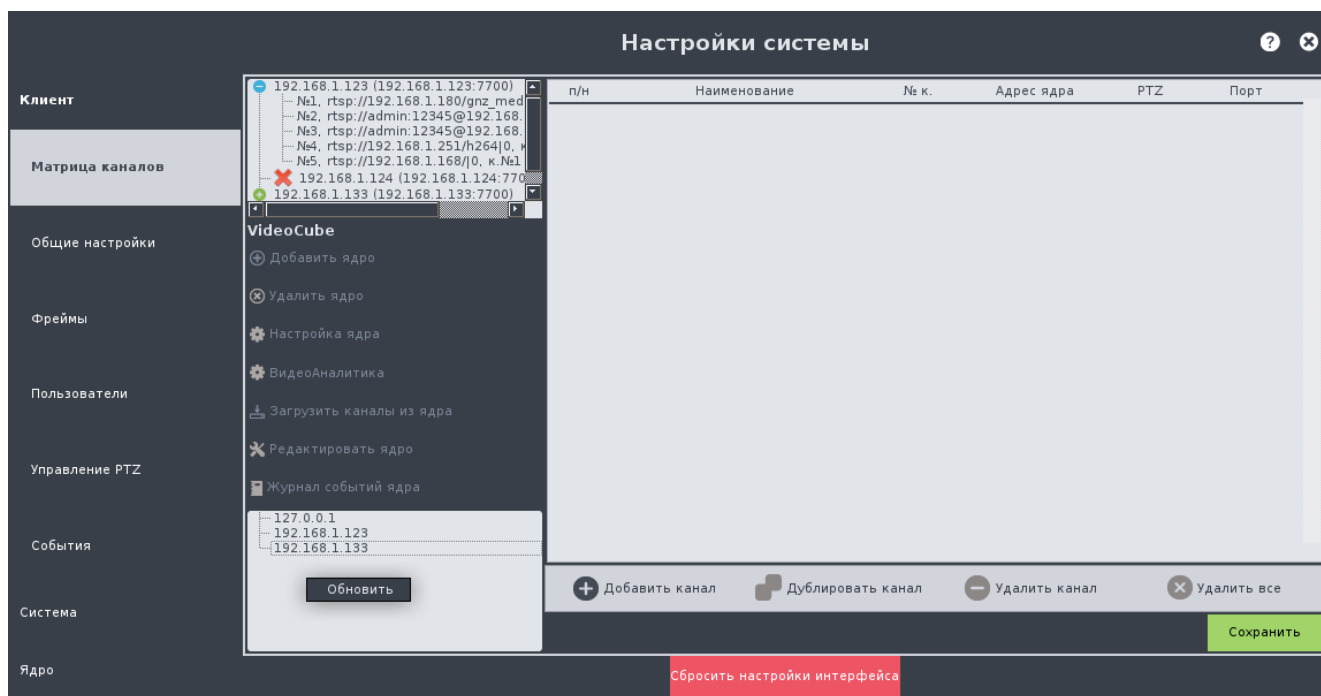 Настройки системы
Клиент
Матрица каналов
Общие настройки
Фреймы
Пользователи
Управление PTZ
События
Система
Ядро
192.168.1.123 (192.168.1.123:7700)
№1, rtsp://192.168.1.180/gnz_med
№2, rtsp://admin:12345@192.168.
№3, rtsp://admin:12345@192.168.
№4, rtsp://192.168.1.251/h264|0, к
№5, rtsp://192.168.1.168/|0, к.№1
192.168.1.124 (192.168.1.124:770
192.168.1.133 (192.168.1.133:7700)
VideoCube
Добавить ядро
Удалить ядро
Настройка ядра
ВидеоАналитика
Загрузить каналы из ядра
Редактировать ядро
Журнал событий ядра
127.0.0.1
192.168.1.123
192.168.1.133
Обновить
п/н Наименование № к. Адрес ядра PTZ Порт
Добавить канал Дублировать канал Удалить канал Удалить все
Сохранить
Сбросить настройки интерфейса